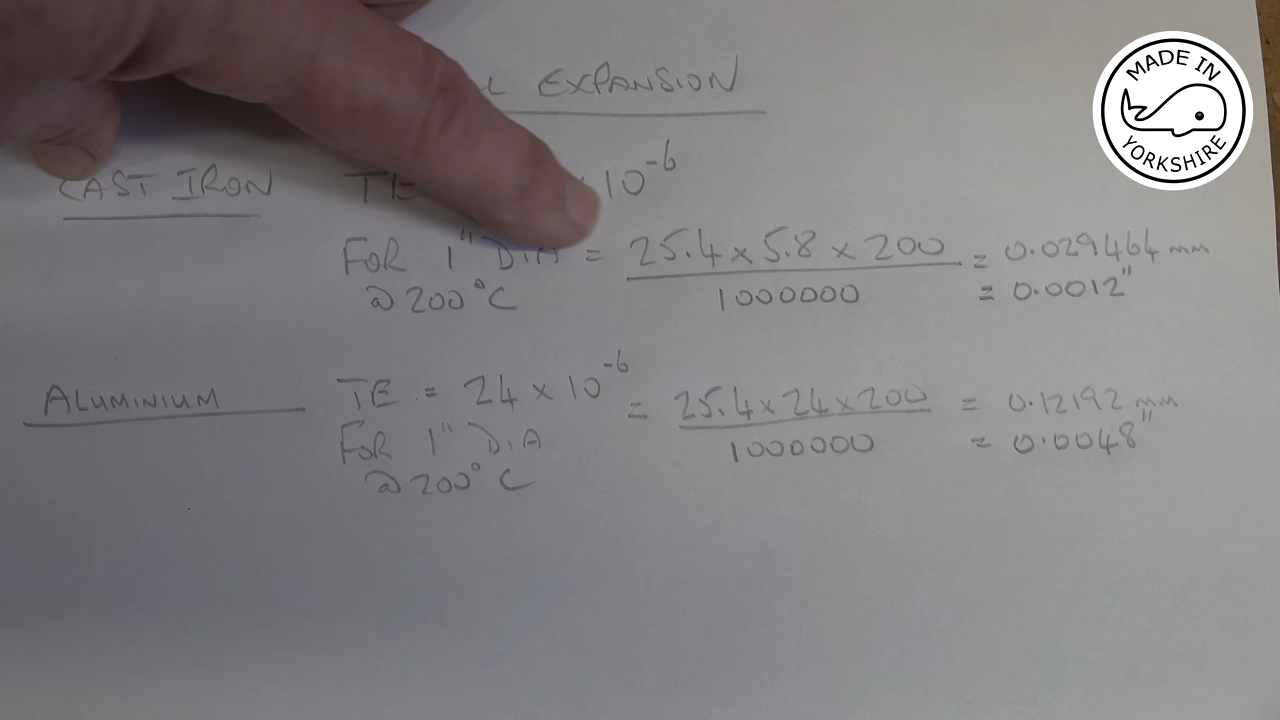 EXPANSION
CAST IRON TE 10⁻⁶
FOR 1" DIA = 25.4 x 5.8 x 200 = 0.029464 mm
@ 200°C 1000000 = 0.0012"
ALUMINIUM TE = 24 x 10⁻⁶ = 25.4 x 24 x 200 = 0.12192 mm
FOR 1" DIA 1000000 = 0.0048"
@ 200°C
MADE IN
YORKSHIRE